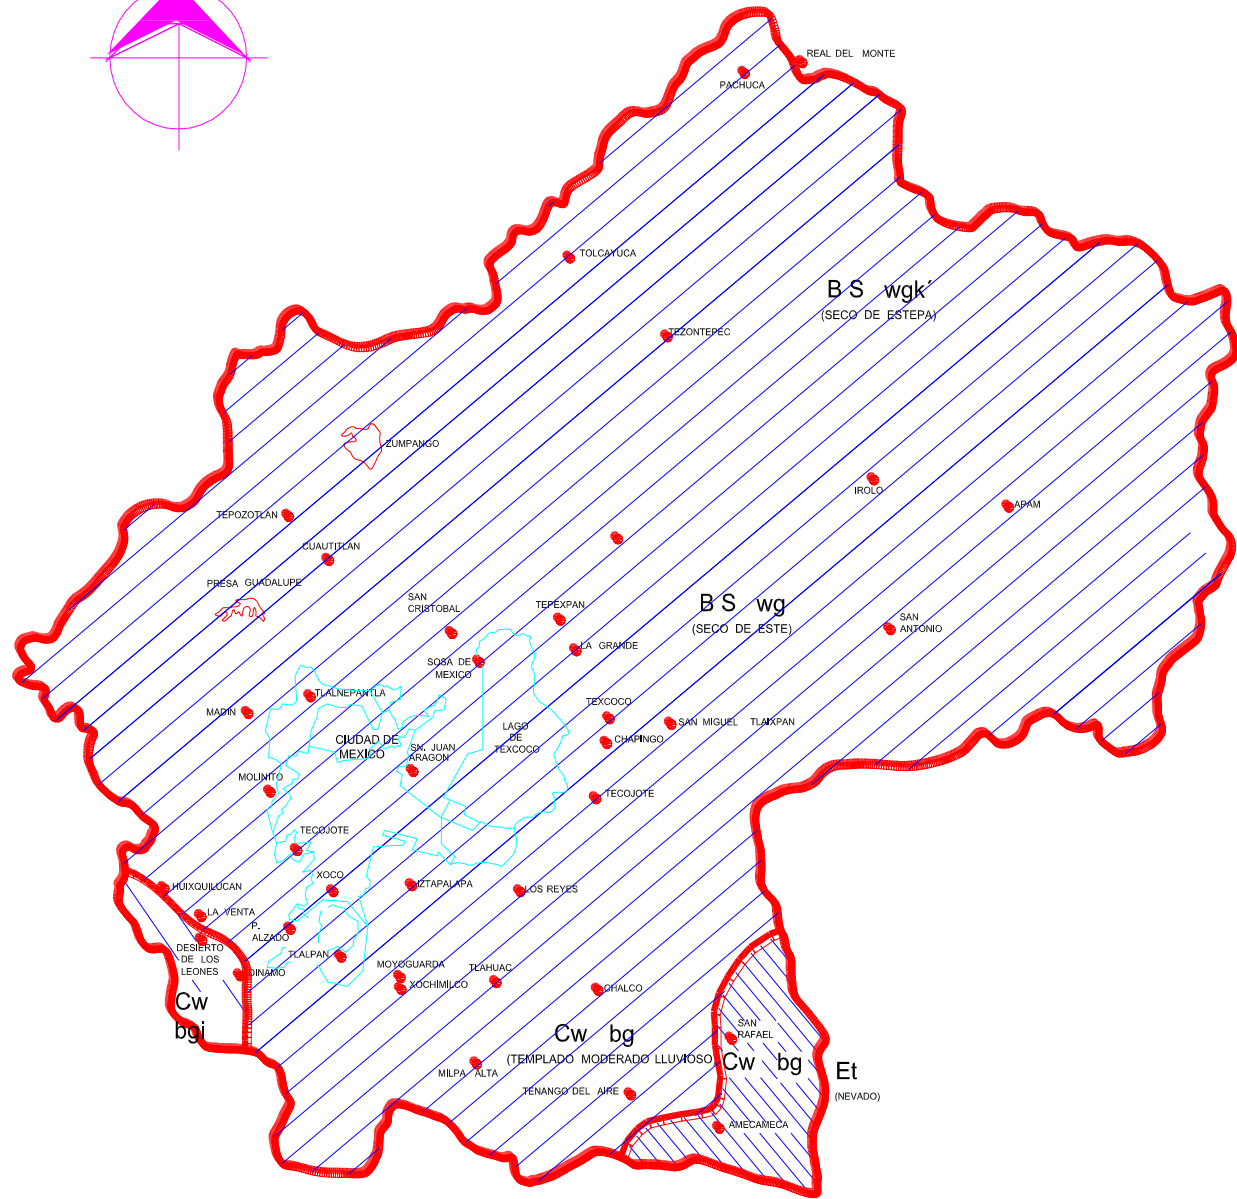 REAL DEL MONTE
PACHUCA
TOLCAYUCA
B S wgk´
(SECO DE ESTEPA)
TEZONTEPEC
ZUMPANGO
IROLO
APAM
TEPOZOTLAN
CUAUTITLAN
PRESA GUADALUPE
SAN
CRISTOBAL
TEPEXPAN
B S wg
(SECO DE ESTE)
SAN
ANTONIO
LA GRANDE
SOSA DE
MEXICO
TLALNEPANTLA
MADIN
TEXCOCO
SAN MIGUEL TLAIXPAN
LAGO
DE
TEXCOCO
CIUDAD DE
MEXICO
CHAPINGO
SN. JUAN
ARAGON
MOLINITO
TECOJOTE
TECOJOTE
XOCO
HUIXQUILUCAN
IZTAPALAPA
LOS REYES
LA VENTA
P.
ALZADO
DESIERTO
DE LOS
LEONES
TLALPAN
DINAMO
MOYOGUARDA
XOCHIMILCO
TLAHUAC
CHALCO
Cw
bgi
Cw bg
(TEMPLADO MODERADO LLUVIOSO
SAN
RAFAEL
Cw bg
Et
(NEVADO)
MILPA ALTA
TENANGO DEL AIRE
AMECAMECA